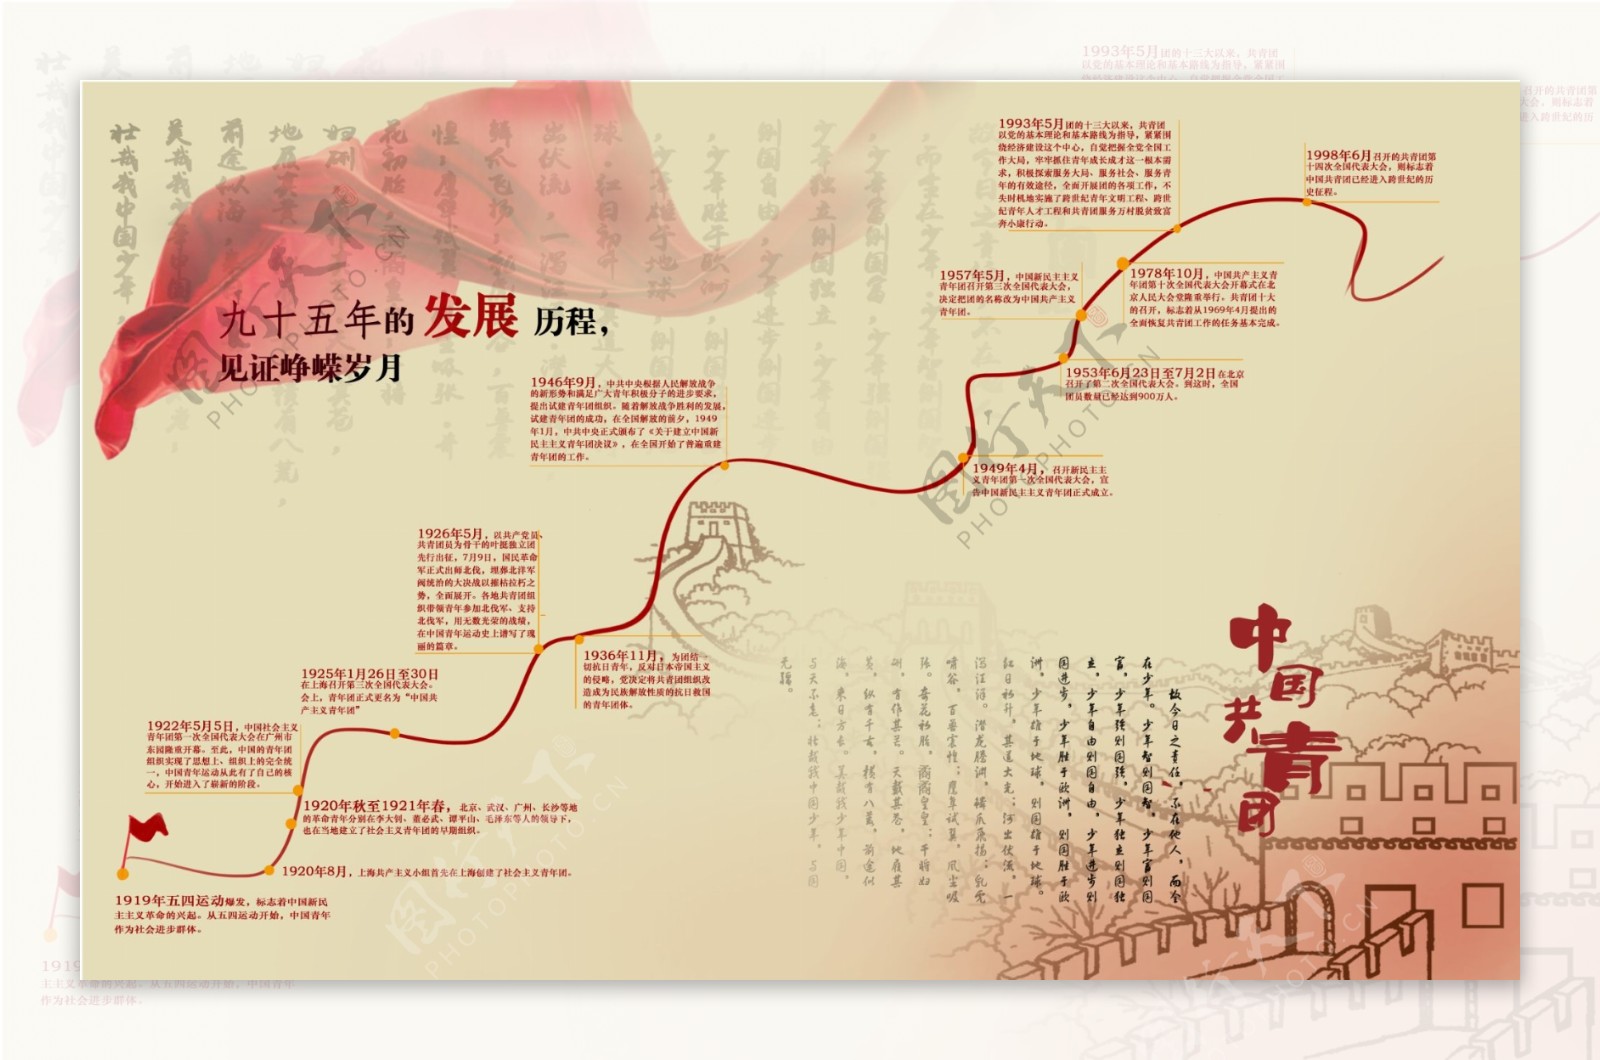 九十五年的 发展 历程，
见证峥嵘岁月
1919年五四运动爆发，标志着中国新民
主主义革命的兴起。从五四运动开始，中国青年
作为社会进步群体。
1920年8月，上海共产主义小组首先在上海创建了社会主义青年团。
1920年秋至1921年春，北京、武汉、广州、长沙等地
的革命青年分别在李大钊、董必武、谭平山、毛泽东等人的领导下，
也在当地建立了社会主义青年团的早期组织。
1922年5月5日，中国社会主义
青年团第一次全国代表大会在广州市
东园隆重开幕。至此，中国的青年团
组织实现了思想上、组织上的完全统
一，中国青年运动从此有了自己的核
心，开始进入了崭新的阶段。
1925年1月26日至30日
在上海召开第三次全国代表大会。
会上，青年团正式更名为“中国共
产主义青年团”
1926年5月，以共产党员、
共青团员为骨干的叶挺独立团
先行出征，7月9日，国民革命
军正式出师北伐，埋葬北洋军
阀统治的大决战以摧枯拉朽之
势，全面展开。各地共青团组
织带领青年参加北伐军、支持
北伐军，用无数光荣的战绩，
在中国青年运动史上谱写了瑰
丽的篇章。
1936年11月，为团结一
切抗日青年，反对日本帝国主义
的侵略，党决定将共青团组织改
造成为民族解放性质的抗日救国
的青年团体。
1946年9月，中共中央根据人民解放战争
的新形势和满足广大青年积极分子的进步要求，
提出试建青年团组织。随着解放战争胜利的发展，
试建青年团的成功，在全国解放的前夕，1949
年1月，中共中央正式颁布了《关于建立中国新
民主主义青年团决议》，在全国开始了普遍重建
青年团的工作。
1949年4月，召开新民主主
义青年团第一次全国代表大会，宣
告中国新民主主义青年团正式成立。
1953年6月23日至7月2日在北京
召开了第二次全国代表大会。到这时，全国
团员数量已经达到900万人。
1957年5月，中国新民主主义
青年团召开第三次全国代表大会，
决定把团的名称改为中国共产主义
青年团。
1978年10月，中国共产主义青
年团第十次全国代表大会开幕式在北
京人民大会堂隆重举行。共青团十大
的召开，标志着从1969年4月提出的
全面恢复共青团工作的任务基本完成。
1993年5月团的十三大以来，共青团
以党的基本理论和基本路线为指导，紧紧围
绕经济建设这个中心，自觉把握全党全国工
作大局，牢牢抓住青年成长成才这一根本需
求，积极探索服务大局、服务社会、服务青
年的有效途径，全面开展团的各项工作，不
失时机地实施了跨世纪青年文明工程、跨世
纪青年人才工程和共青团服务万村脱贫致富
奔小康行动。
1998年6月召开的共青团第
十四次全国代表大会，则标志着
中国共青团已经进入跨世纪的历
史征程。
中国共青团
故今日之责任，不在他人，而全
在少年。少年智则国智，少年富则国
富，少年强则国强，少年独立则国独
立，少年自由则国自由，少年进步则
国进步，少年胜于欧洲，则国胜于欧
洲，少年雄于地球，则国雄于地球。
红日初升，其道大光；河出伏流，一
泻汪洋。潜龙腾渊，鳞爪飞扬；乳虎
啸谷，百兽震惶；鹰隼试翼，风尘吸
张。奇花初胎，矞矞皇皇；干将发
硎，有作其芒。天戴其苍，地履其
黄，纵有千古，横有八荒，前途似
海，来日方长。美哉我少年中国，
与天不老；壮哉我中国少年，与国
无疆。